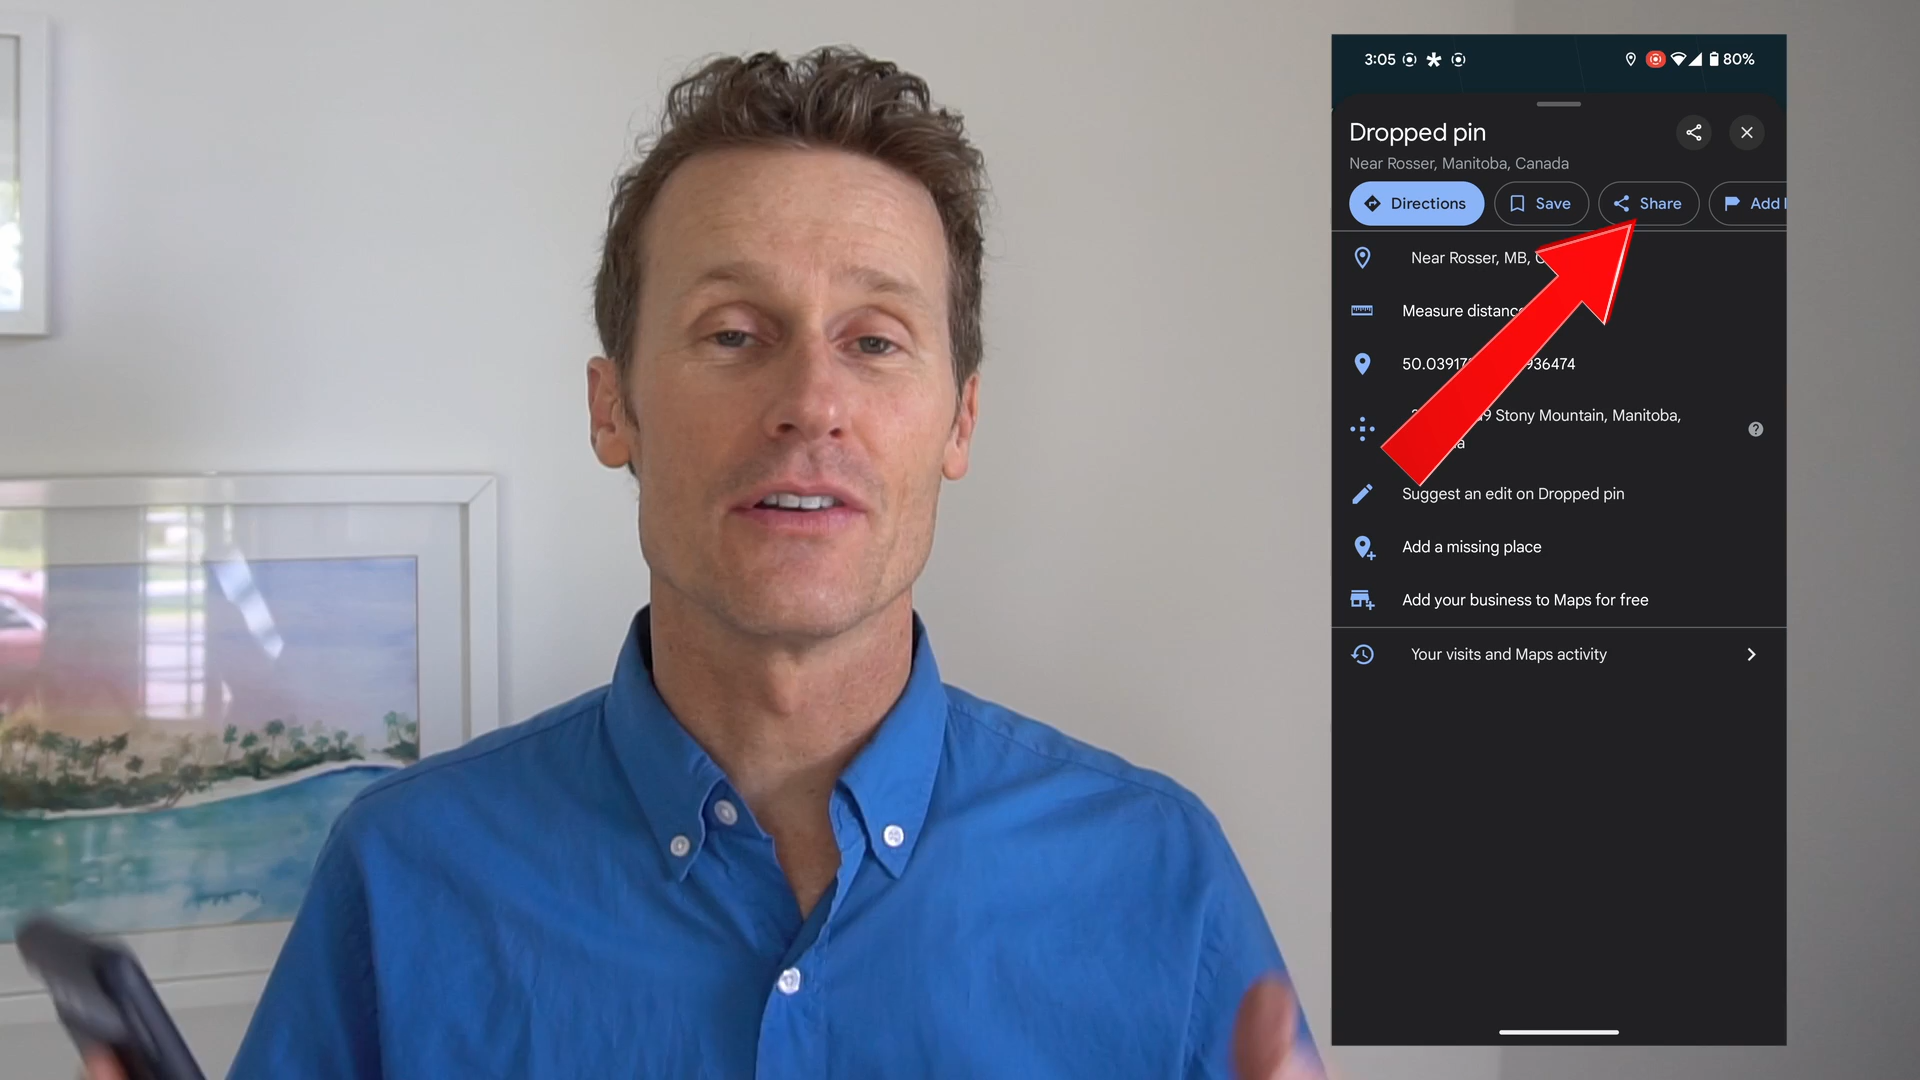 3:05 80%
Dropped pin
Near Rosser, Manitoba, Canada
Directions Save Share Add
Near Rosser, MB,
Measure distance
Stony Mountain, Manitoba,
Suggest an edit on Dropped pin
Add a missing place
Add your business to Maps for free
Your visits and Maps activity